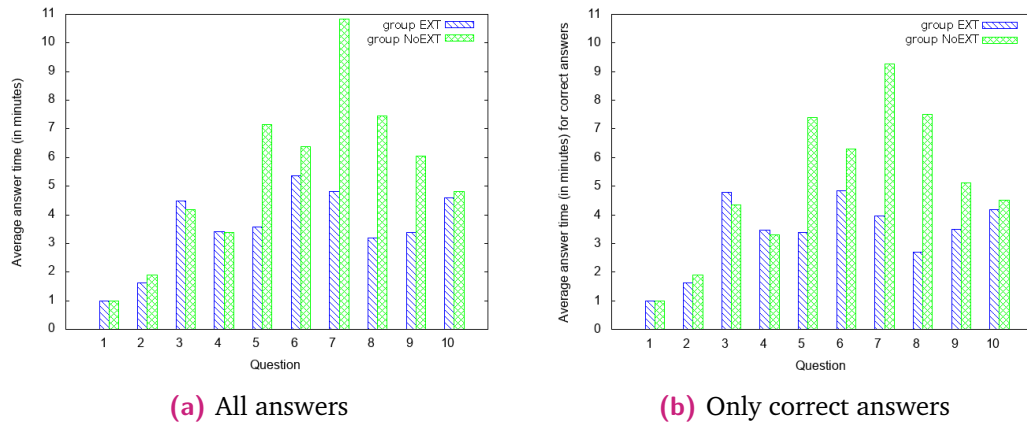 Average answer time (in minutes)
11
10
9
8
7
6
5
4
3
2
1
0
group EXT
group NoEXT
1 2 3 4 5 6 7 8 9 10
Question
(a) All answers
Average answer time (in minutes) for correct answers
11
10
9
8
7
6
5
4
3
2
1
0
group EXT
group NoEXT
1 2 3 4 5 6 7 8 9 10
Question
(b) Only correct answers